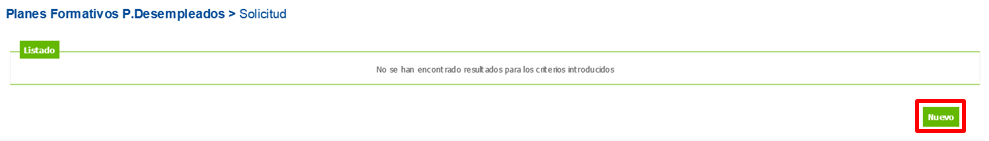 Planes Formativos P.Desempleados > Solicitud
Listado
No se han encontrado resultados para los criterios introducidos
Nuevo